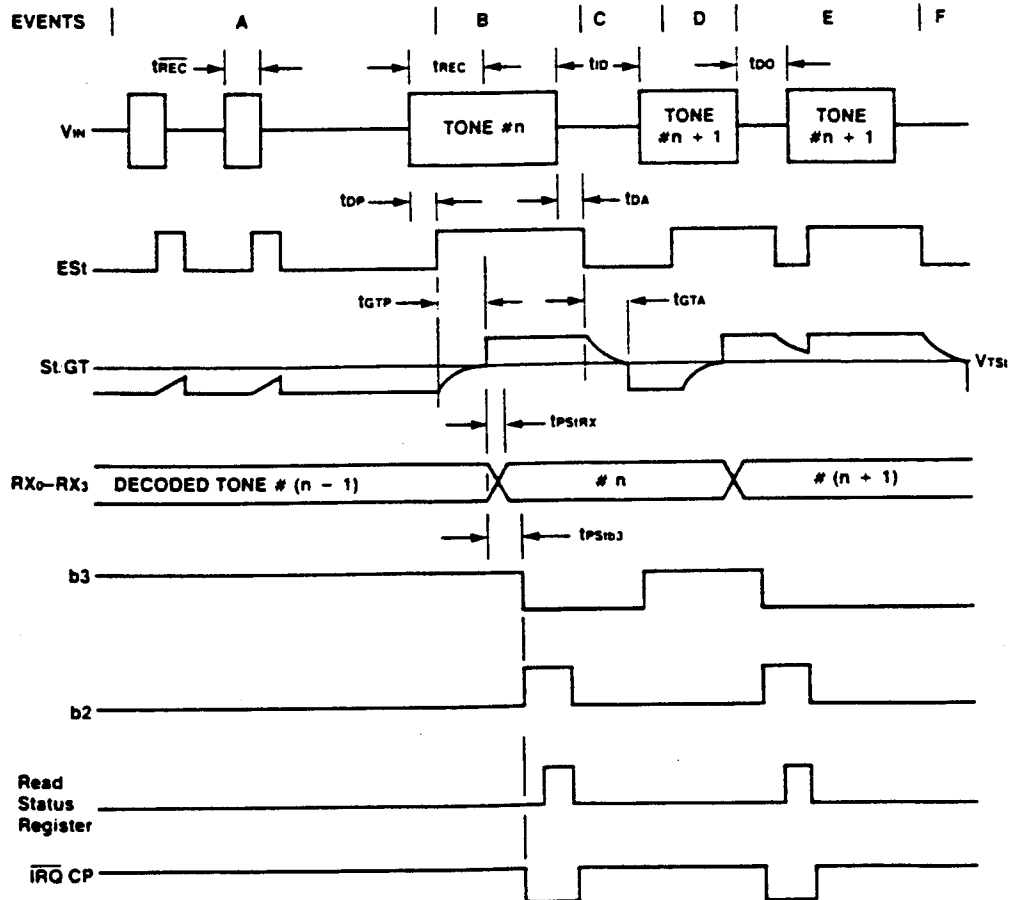 EVENTS A B C D E F
tREC tREC tID tDO
VIN TONE #n TONE #n + 1 TONE #n + 1
tDP tDA
ESt
tGTP tGTA
St/GT VTSt
tPStRX
RX0–RX3 DECODED TONE # (n − 1) # n # (n + 1)
tPStb3
b3
b2
Read
Status
Register
IRQ CP